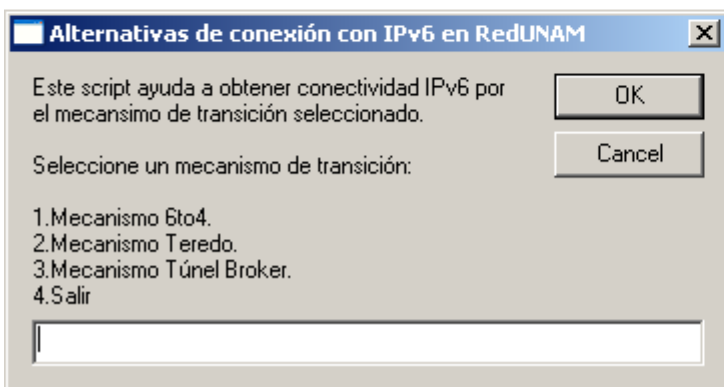 Alternativas de conexión con IPv6 en RedUNAM
Este script ayuda a obtener conectividad IPv6 por
el mecansimo de transición seleccionado.
OK
Cancel
Seleccione un mecanismo de transición:
1.Mecanismo 6to4.
2.Mecanismo Teredo.
3.Mecanismo Túnel Broker.
4.Salir